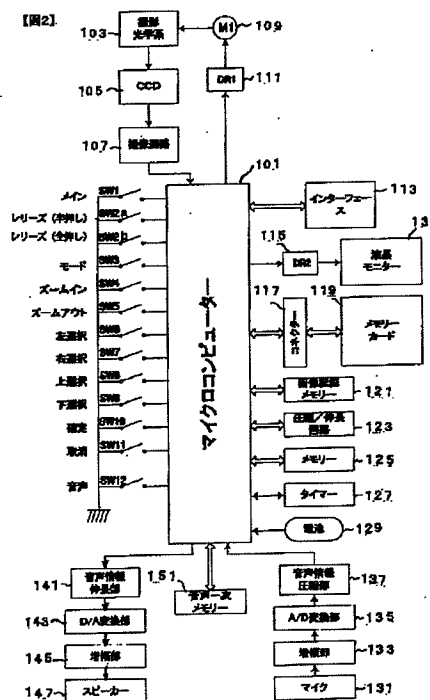 【図2】
103
撮影
光学系
M1
109
105
CCD
DR1
111
107
撮像回路
101
マイクロコンピューター
メイン SW1
レリーズ（半押し） SW2a
レリーズ（全押し） SW2b
モード SW3
ズームイン SW4
ズームアウト SW5
左選択 SW6
右選択 SW7
上選択 SW8
下選択 SW9
確定 SW10
取消 SW11
音声 SW12
インターフェース
113
115
DR2
液晶
モニター
13
117
コネクター
119
メモリー
カード
メモリー
121
圧縮／伸長
回路
123
メモリー
125
タイマー
127
電池
129
141
音声情報
伸長部
143
D/A変換部
145
増幅部
147
スピーカー
151
音声一次
メモリー
音声情報
圧縮部
137
A/D変換部
135
増幅部
133
マイク
131